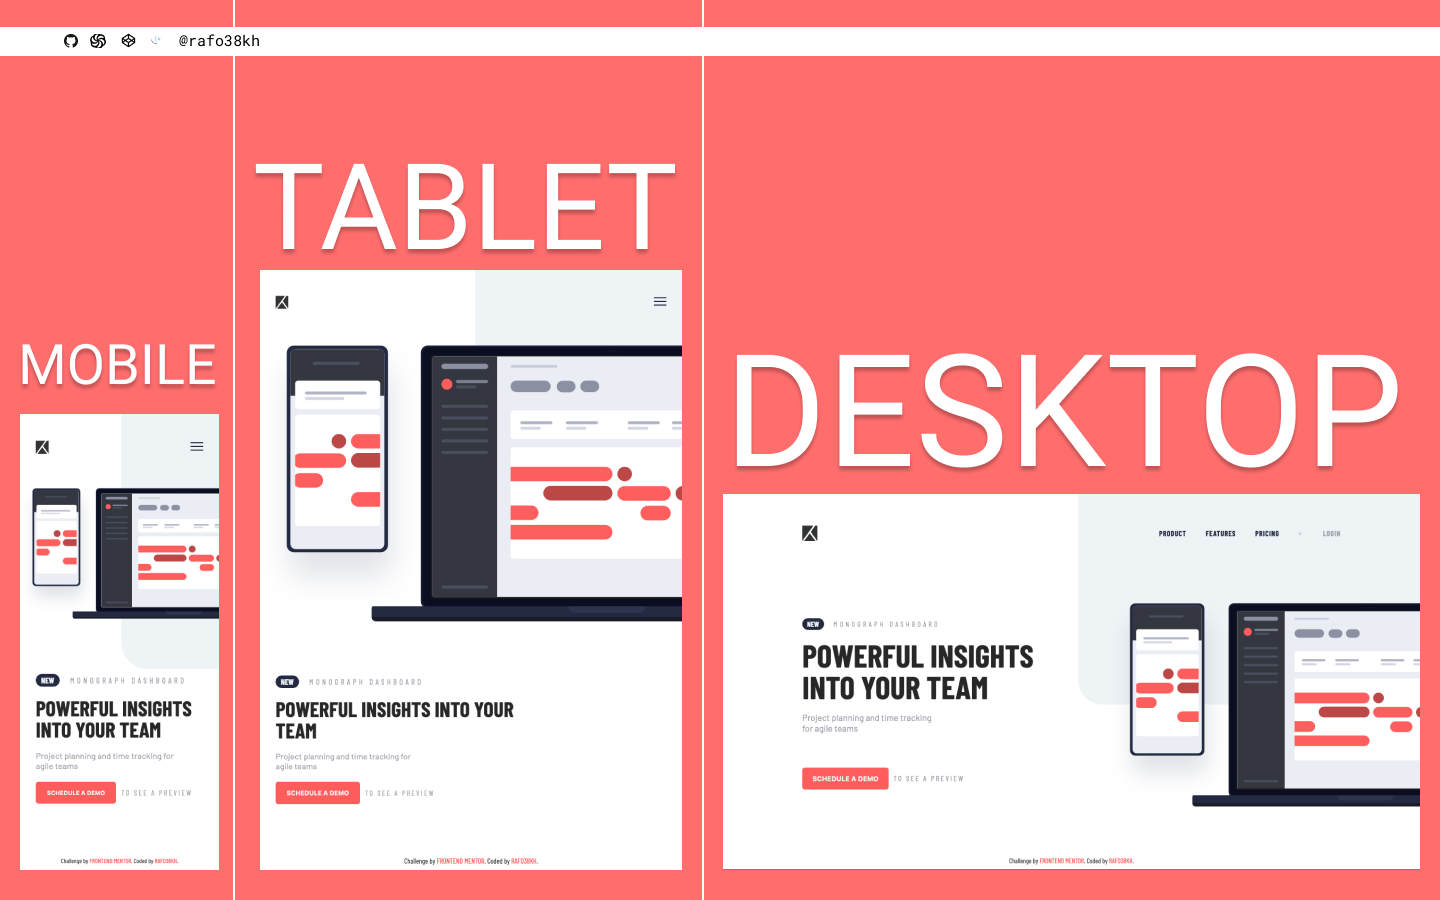 @rafo38kh
MOBILE
NEW MONOGRAPH DASHBOARD
POWERFUL INSIGHTS
INTO YOUR TEAM
Project planning and time tracking for
agile teams
SCHEDULE A DEMO TO SEE A PREVIEW
Challenge by FRONTEND MENTOR. Coded by RAFO38KH.
TABLET
NEW MONOGRAPH DASHBOARD
POWERFUL INSIGHTS INTO YOUR
TEAM
Project planning and time tracking for
agile teams
SCHEDULE A DEMO TO SEE A PREVIEW
Challenge by FRONTEND MENTOR. Coded by RAFO38KH.
DESKTOP
PRODUCT FEATURES PRICING LOGIN
NEW MONOGRAPH DASHBOARD
POWERFUL INSIGHTS
INTO YOUR TEAM
Project planning and time tracking
for agile teams
SCHEDULE A DEMO TO SEE A PREVIEW
Challenge by FRONTEND MENTOR. Coded by RAFO38KH.